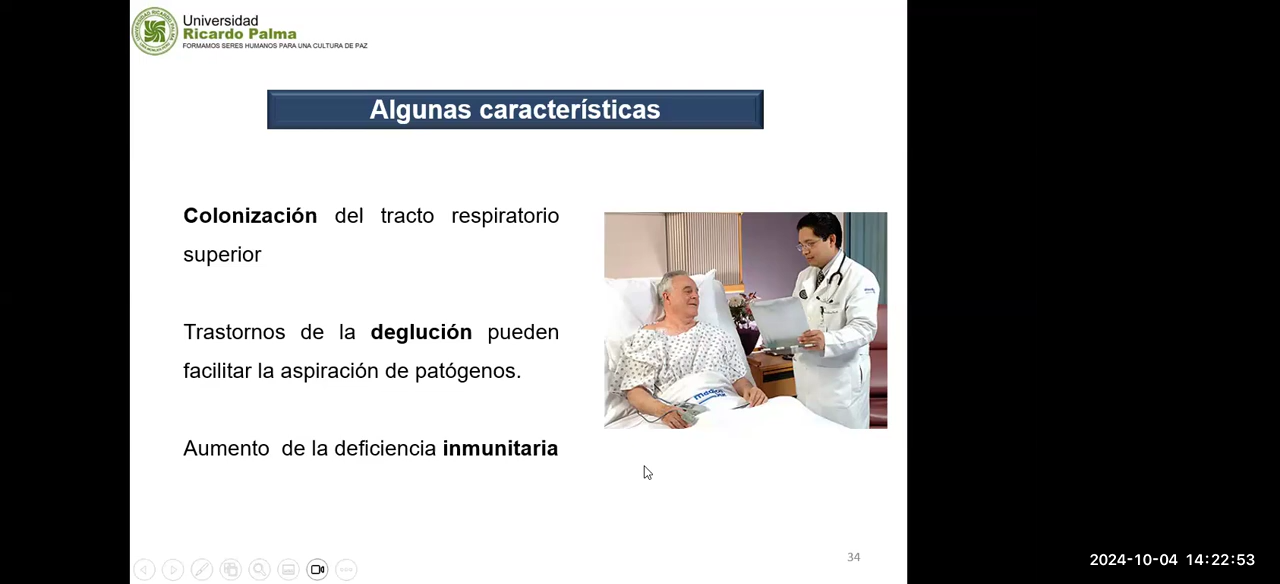 Universidad
Ricardo Palma
FORMAMOS SERES HUMANOS PARA UNA CULTURA DE PAZ
Algunas características
Colonización del tracto respiratorio
superior
Trastornos de la deglución pueden
facilitar la aspiración de patógenos.
Aumento de la deficiencia inmunitaria
34
2024-10-04 14:22:53